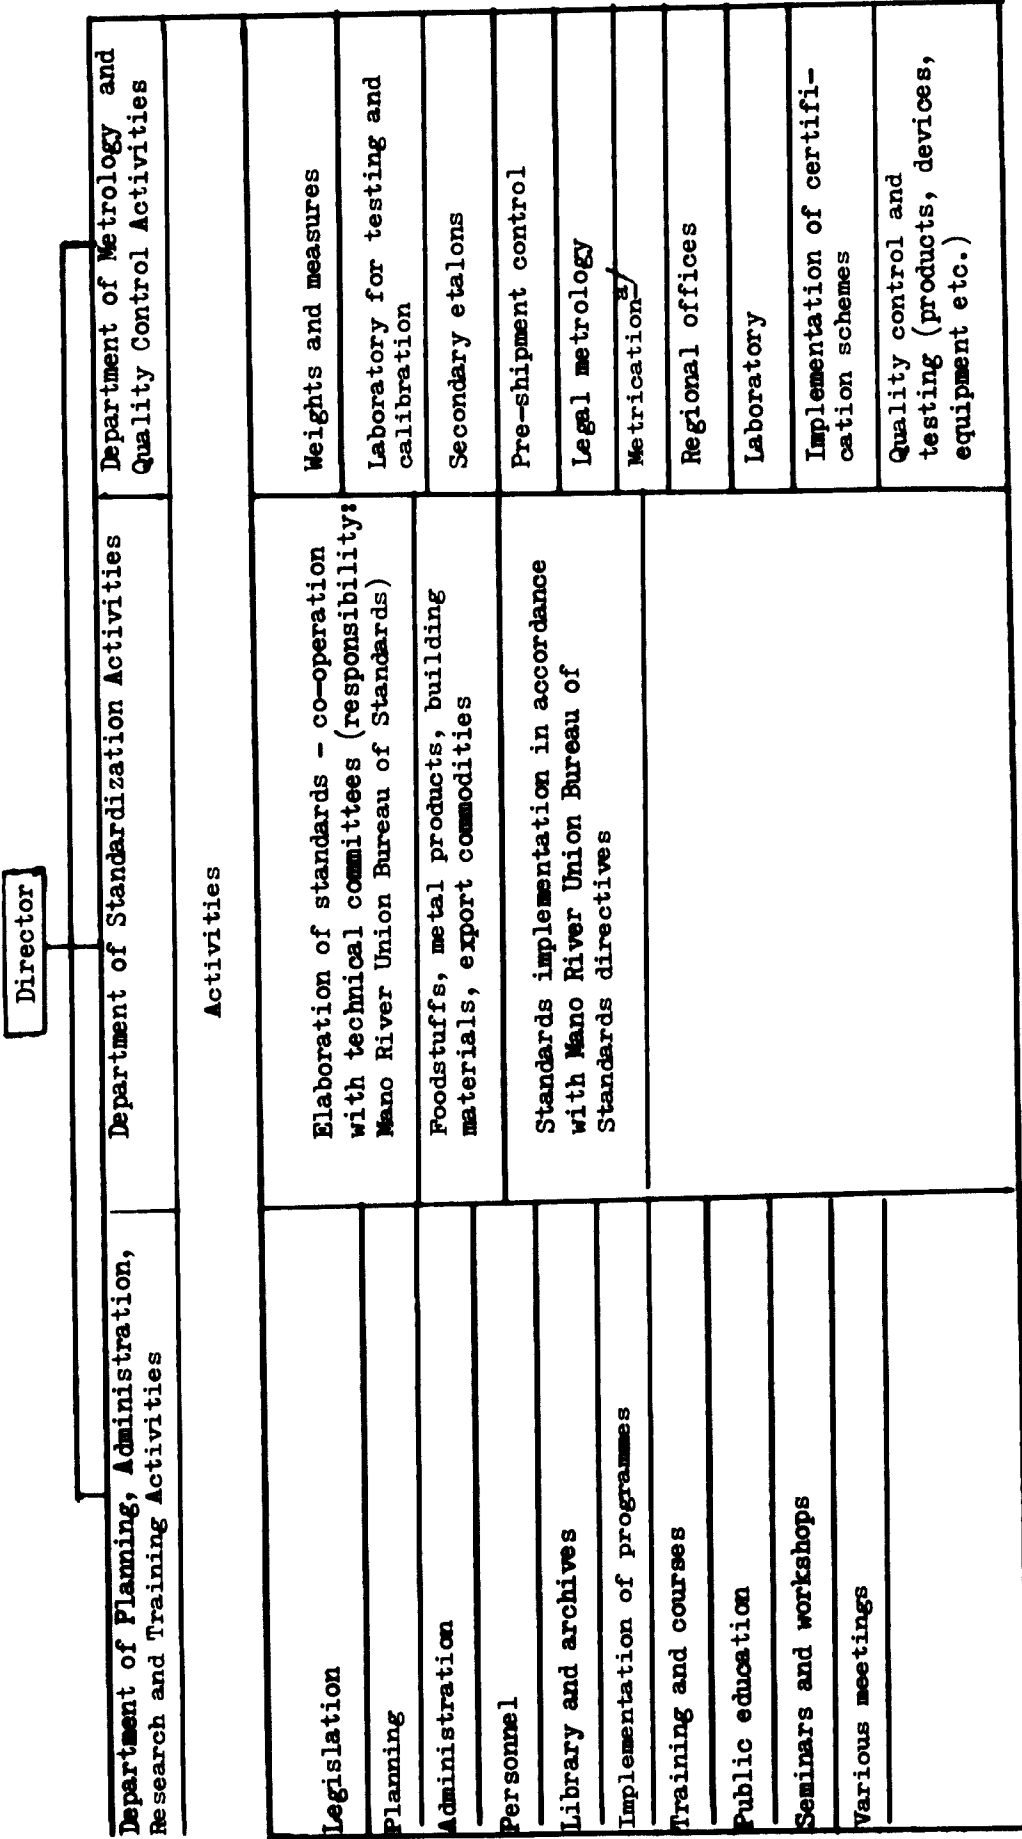 Director
Department of Planning, Administration,
Research and Training Activities
Department of Standardization Activities
Department of Metrology and
Quality Control Activities
Activities
Legislation
Planning
Administration
Personnel
Library and archives
Implementation of programmes
Training and courses
Public education
Seminars and workshops
Various meetings
Elaboration of standards - co-operation
with technical committees (responsibility:
Mano River Union Bureau of Standards)
Foodstuffs, metal products, building
materials, export commodities
Standards implementation in accordance
with Mano River Union Bureau of
Standards directives
Weights and measures
Laboratory for testing and
calibration
Secondary etalons
Pre-shipment control
Legal metrology
Metrication a/
Regional offices
Laboratory
Implementation of certifi-
cation schemes
Quality control and
testing (products, devices,
equipment etc.)